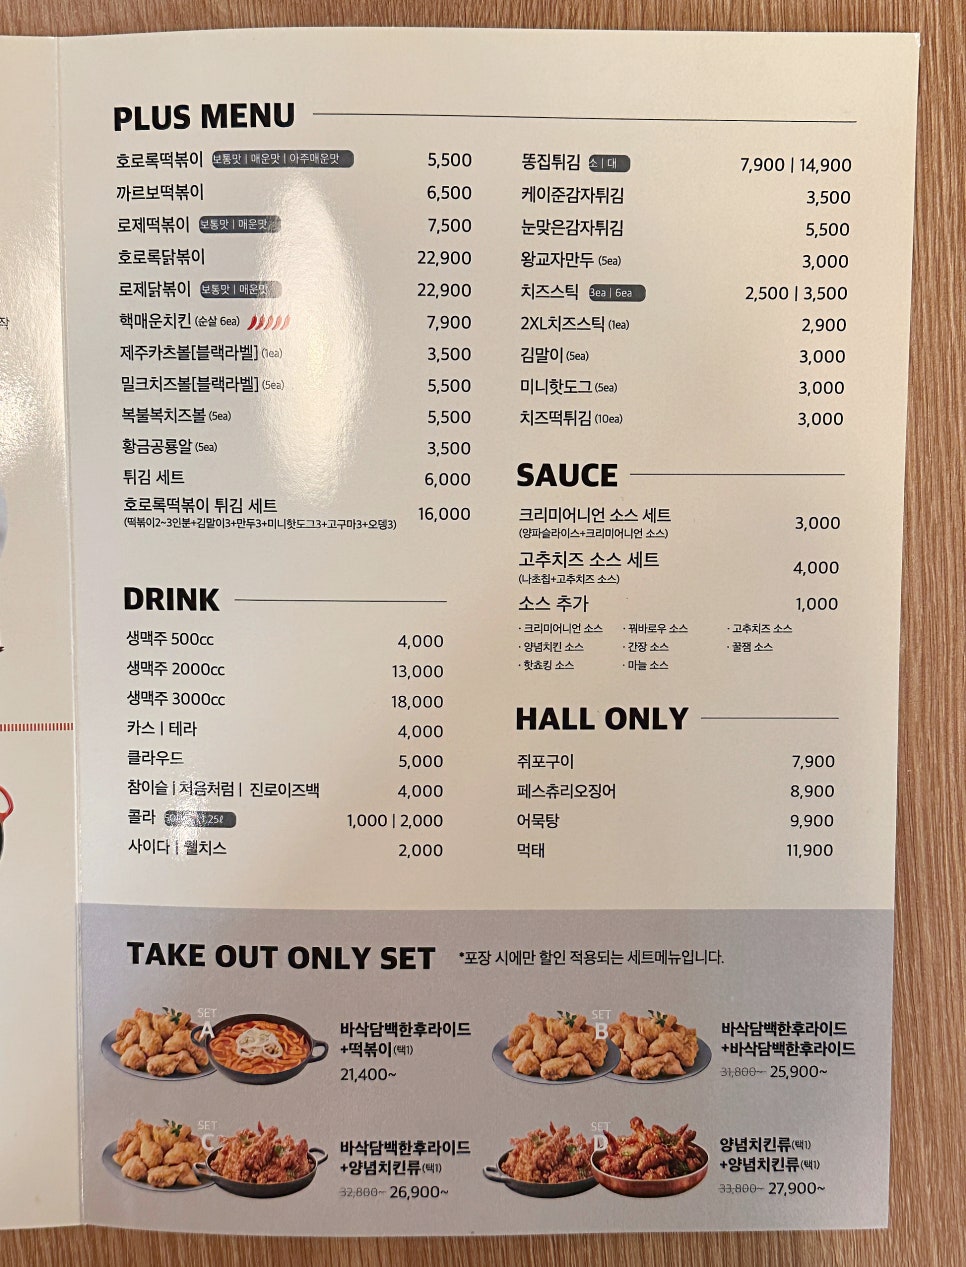 작
PLUS MENU
호로록떡볶이 보통맛 | 매운맛 | 아주매운맛 5,500
까르보떡볶이 6,500
로제떡볶이 보통맛 | 매운맛 7,500
호로록닭볶이 22,900
로제닭볶이 보통맛 | 매운맛 22,900
핵매운치킨 (순살 6ea) 7,900
제주카츠볼[블랙라벨] (1ea) 3,500
밀크치즈볼[블랙라벨] (5ea) 5,500
복불복치즈볼 (5ea) 5,500
황금공룡알 (5ea) 3,500
튀김 세트 6,000
호로록떡볶이 튀김 세트 16,000
(떡볶이2~3인분+김말이3+만두3+미니핫도그3+고구마3+오뎅3)
똥집튀김 소 | 대 7,900 | 14,900
케이준감자튀김 3,500
눈맞은감자튀김 5,500
왕교자만두 (5ea) 3,000
치즈스틱 3ea | 6ea 2,500 | 3,500
2XL치즈스틱 (1ea) 2,900
김말이 (5ea) 3,000
미니핫도그 (5ea) 3,000
치즈떡튀김 (10ea) 3,000
SAUCE
크리미어니언 소스 세트 3,000
(양파슬라이스+크리미어니언 소스)
고추치즈 소스 세트 4,000
(나초칩+고추치즈 소스)
소스 추가 1,000
· 크리미어니언 소스 · 꿔바로우 소스 · 고추치즈 소스
· 양념치킨 소스 · 간장 소스 · 꿀잼 소스
· 핫쵸킹 소스 · 마늘 소스
DRINK
생맥주 500cc 4,000
생맥주 2000cc 13,000
생맥주 3000cc 18,000
카스 | 테라 4,000
클라우드 5,000
참이슬 | 처음처럼 | 진로이즈백 4,000
콜라 1.25ℓ 1,000 | 2,000
사이다 | 웰치스 2,000
HALL ONLY
쥐포구이 7,900
페스츄리오징어 8,900
어묵탕 9,900
먹태 11,900
TAKE OUT ONLY SET *포장 시에만 할인 적용되는 세트메뉴입니다.
SET
A
바삭담백한후라이드
+떡볶이(택1)
21,400~
SET
B
바삭담백한후라이드
+바삭담백한후라이드
31,800~ 25,900~
SET
C
바삭담백한후라이드
+양념치킨류(택1)
32,800~ 26,900~
SET
D
양념치킨류(택1)
+양념치킨류(택1)
33,800~ 27,900~